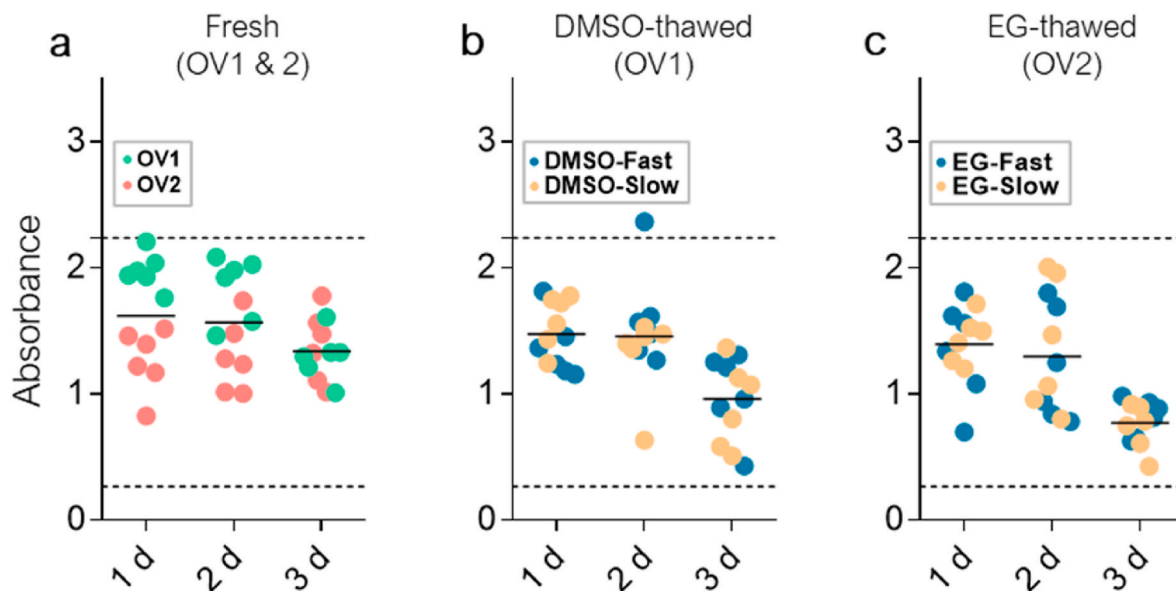 a
Fresh
(OV1 & 2)
b
DMSO-thawed
(OV1)
c
EG-thawed
(OV2)
Absorbance
3
2
1
0
OV1
OV2
1 d
2 d
3 d
3
2
1
0
DMSO-Fast
DMSO-Slow
1 d
2 d
3 d
3
2
1
0
EG-Fast
EG-Slow
1 d
2 d
3 d